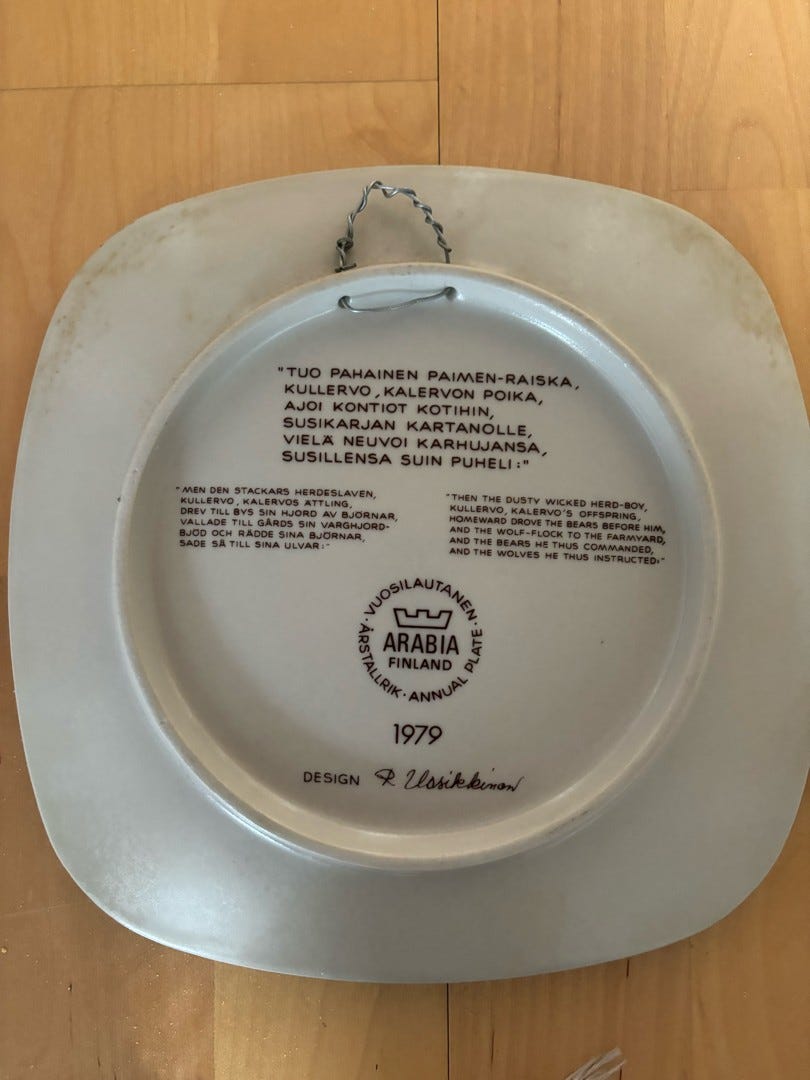 "TUO PAHAINEN PAIMEN-RAISKA,
KULLERVO, KALERVON POIKA,
AJOI KONTIOT KOTIHIN,
SUSIKARJAN KARTANOLLE,
VIELÄ NEUVOI KARHUJANSA,
SUSILLENSA SUIN PUHELI:"
"MEN DEN STACKARS HERDESLAVEN,
KULLERVO, KALERVOS ÄTTLING,
DREV TILL BYS SIN HJORD AV BJÖRNAR,
VALLADE TILL GÅRDS SIN VARGHJORD-
BJÖD OCH RÄDDE SINA BJÖRNAR,
SADE SÅ TILL SINA ULVAR:"
"THEN THE DUSTY WICKED HERD-BOY,
KULLERVO, KALERVO'S OFFSPRING,
HOMEWARD DROVE THE BEARS BEFORE HIM,
AND THE WOLF-FLOCK TO THE FARMYARD,
AND THE BEARS HE THUS COMMANDED,
AND THE WOLVES HE THUS INSTRUCTED:"
· VUOSILAUTANEN ·
ARABIA
FINLAND
ÅRSTALLRIK · ANNUAL PLATE
1979
DESIGN R Uosikkinen